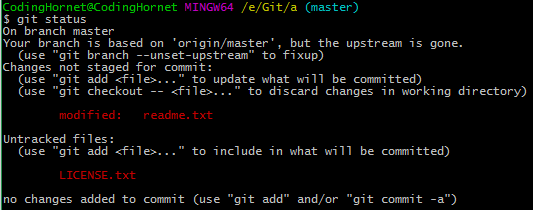 CodingHornet@CodingHornet MINGW64 /e/Git/a (master)
$ git status
On branch master
Your branch is based on 'origin/master', but the upstream is gone.
  (use "git branch --unset-upstream" to fixup)
Changes not staged for commit:
  (use "git add <file>..." to update what will be committed)
  (use "git checkout -- <file>..." to discard changes in working directory)
        modified:   readme.txt
Untracked files:
  (use "git add <file>..." to include in what will be committed)
        LICENSE.txt
no changes added to commit (use "git add" and/or "git commit -a")